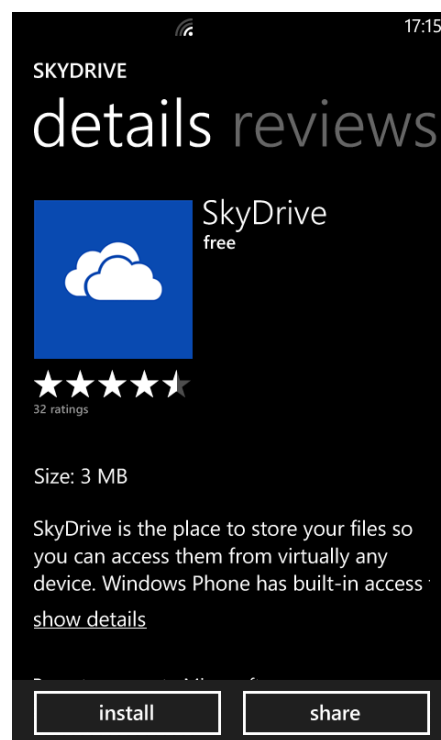 17:15
SKYDRIVE
details reviews
SkyDrive
free
32 ratings
Size: 3 MB
SkyDrive is the place to store your files so
you can access them from virtually any
device. Windows Phone has built-in access
show details
install share